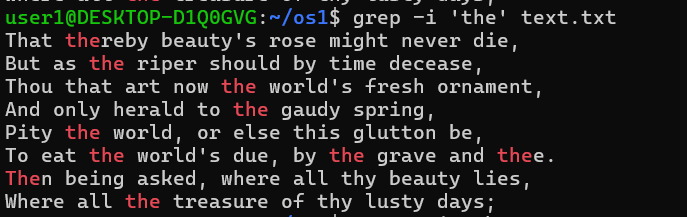 user1@DESKTOP-D1Q0GVG:~/os1$ grep -i 'the' text.txt
That thereby beauty's rose might never die,
But as the riper should by time decease,
Thou that art now the world's fresh ornament,
And only herald to the gaudy spring,
Pity the world, or else this glutton be,
To eat the world's due, by the grave and thee.
Then being asked, where all thy beauty lies,
Where all the treasure of thy lusty days;